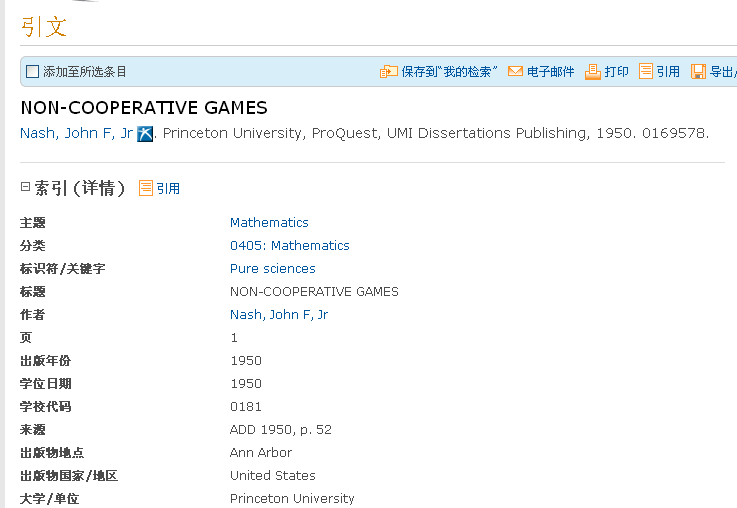 引文
添加至所选条目 保存到“我的检索” 电子邮件 打印 引用 导出/
NON-COOPERATIVE GAMES
Nash, John F, Jr . Princeton University, ProQuest, UMI Dissertations Publishing, 1950. 0169578.
索引（详情） 引用
主题 Mathematics
分类 0405: Mathematics
标识符/关键字 Pure sciences
标题 NON-COOPERATIVE GAMES
作者 Nash, John F, Jr
页 1
出版年份 1950
学位日期 1950
学校代码 0181
来源 ADD 1950, p. 52
出版物地点 Ann Arbor
出版物国家/地区 United States
大学/单位 Princeton University